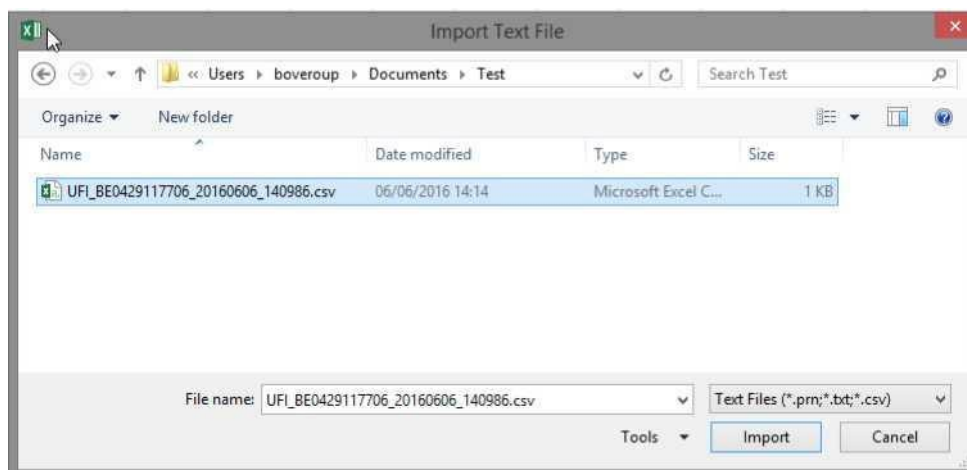 Import Text File
« Users Boveroup Documents Test Search Test
Organize New folder
Name Date modified Type Size
UFI_BE0429117706_20160606_140986.csv 06/06/2016 14:14 Microsoft Excel C... 1 KB
File name: UFI_BE0429117706_20160606_140986.csv Text Files (*.prn;*.txt;*.csv)
Tools Import Cancel